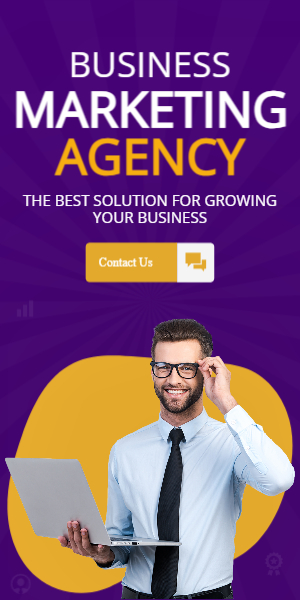 BUSINESS
MARKETING
AGENCY
THE BEST SOLUTION FOR GROWING
YOUR BUSINESS
Contact Us